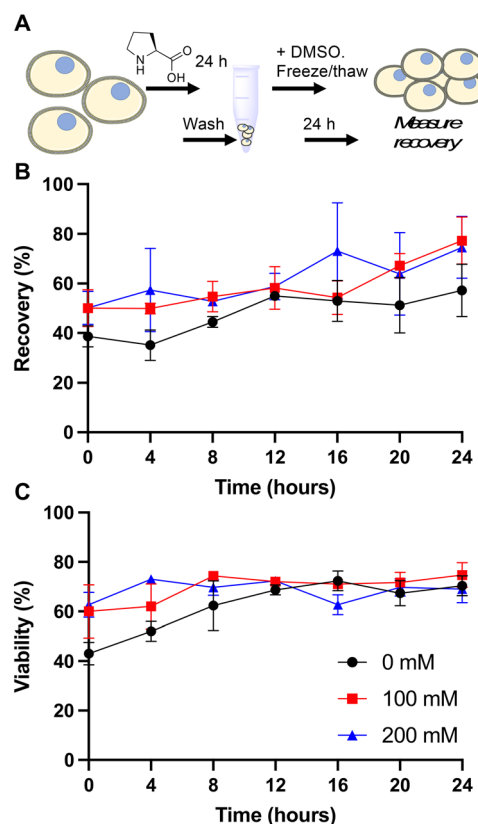 A
N
H
O
OH
24 h
+ DMSO.
Freeze/thaw
Wash
24 h
Measure
recovery
B
100
80
60
40
20
0
Recovery (%)
0 4 8 12 16 20 24
Time (hours)
C
100
80
60
40
20
0
Viability (%)
0 mM
100 mM
200 mM
0 4 8 12 16 20 24
Time (hours)